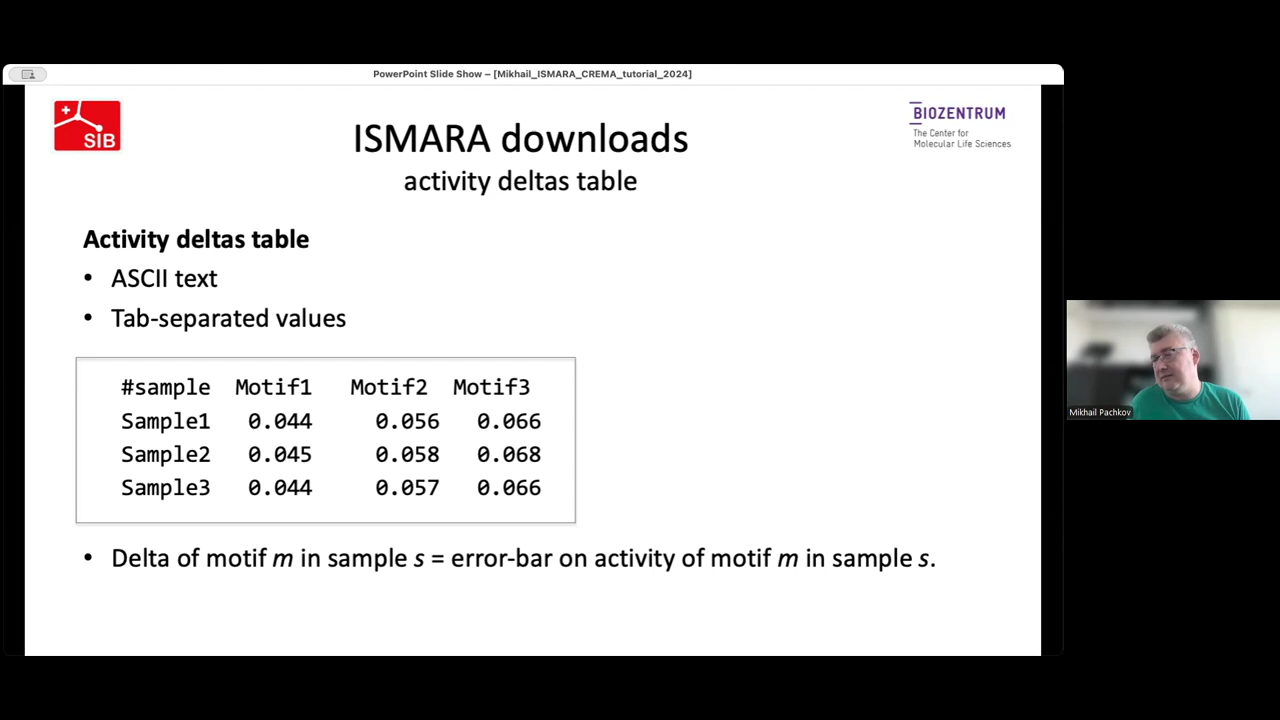 PowerPoint Slide Show – [Mikhail_ISMARA_CREMA_tutorial_2024]
SIB
BIOZENTRUM
The Center for
Molecular Life Sciences
ISMARA downloads
activity deltas table
Activity deltas table
• ASCII text
• Tab-separated values
#sample Motif1 Motif2 Motif3
Sample1 0.044 0.056 0.066
Sample2 0.045 0.058 0.068
Sample3 0.044 0.057 0.066
• Delta of motif m in sample s = error-bar on activity of motif m in sample s.
Mikhail Pachkov